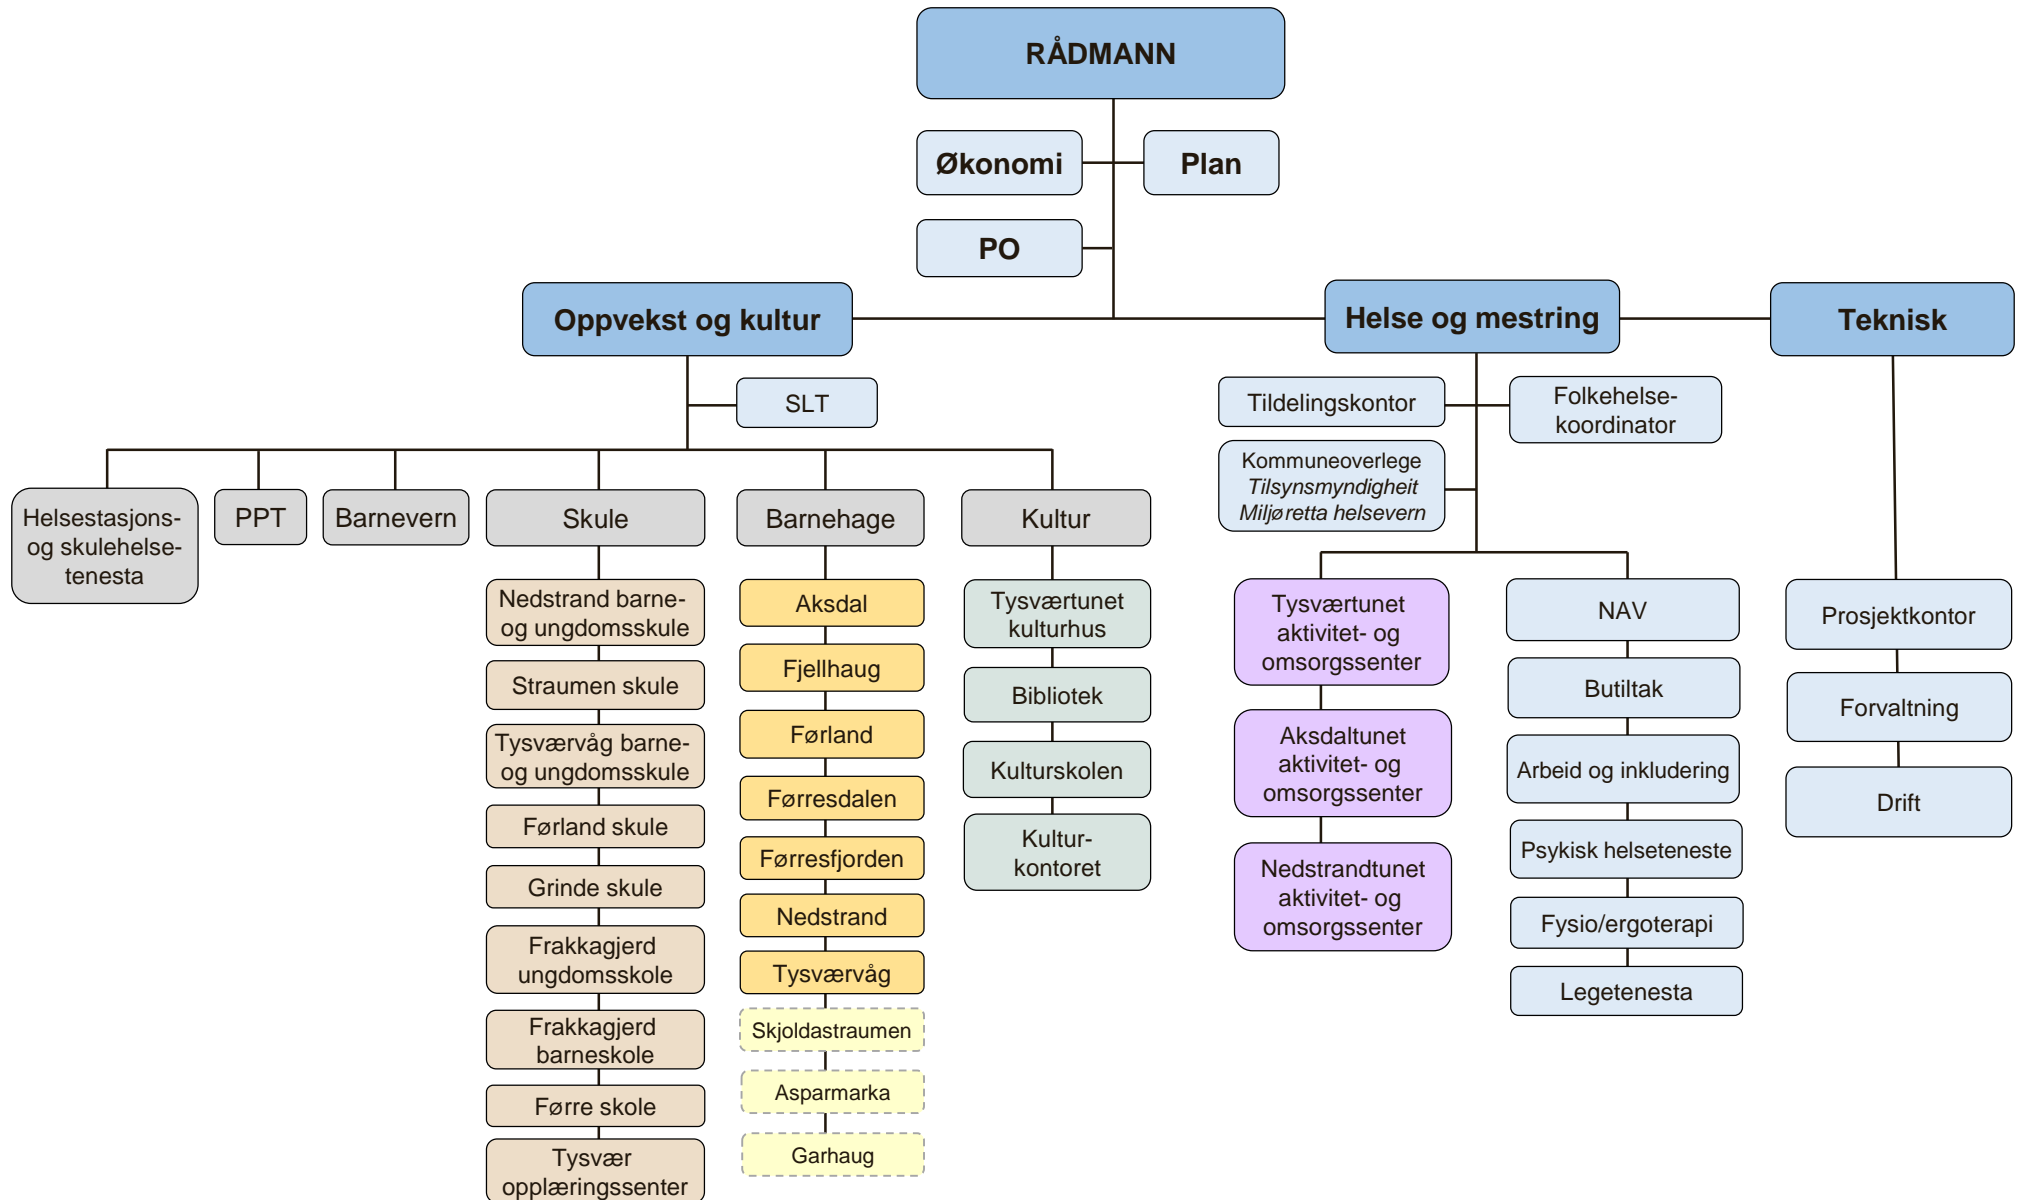 RÅDMANN
Økonomi
Plan
PO
Oppvekst og kultur
Helse og mestring
Teknisk
SLT
Tildelingskontor
Folkehelse-
koordinator
Kommuneoverlege
Tilsynsmyndigheit
Miljøretta helsevern
Helsestasjons-
og skulehelse-
tenesta
PPT
Barnevern
Skule
Barnehage
Kultur
Nedstrand barne-
og ungdomsskule
Straumen skule
Tysværvåg barne-
og ungdomsskule
Førland skule
Grinde skule
Frakkagjerd
ungdomsskole
Frakkagjerd
barneskole
Førre skole
Tysvær
opplæringssenter
Aksdal
Fjellhaug
Førland
Førresdalen
Førresfjorden
Nedstrand
Tysværvåg
Skjoldastraumen
Asparmarka
Garhaug
Tysværtunet
kulturhus
Bibliotek
Kulturskolen
Kultur-
kontoret
Tysværtunet
aktivitet- og
omsorgssenter
Aksdaltunet
aktivitet- og
omsorgssenter
Nedstrandtunet
aktivitet- og
omsorgssenter
NAV
Butiltak
Arbeid og inkludering
Psykisk helseteneste
Fysio/ergoterapi
Legetenesta
Prosjektkontor
Forvaltning
Drift